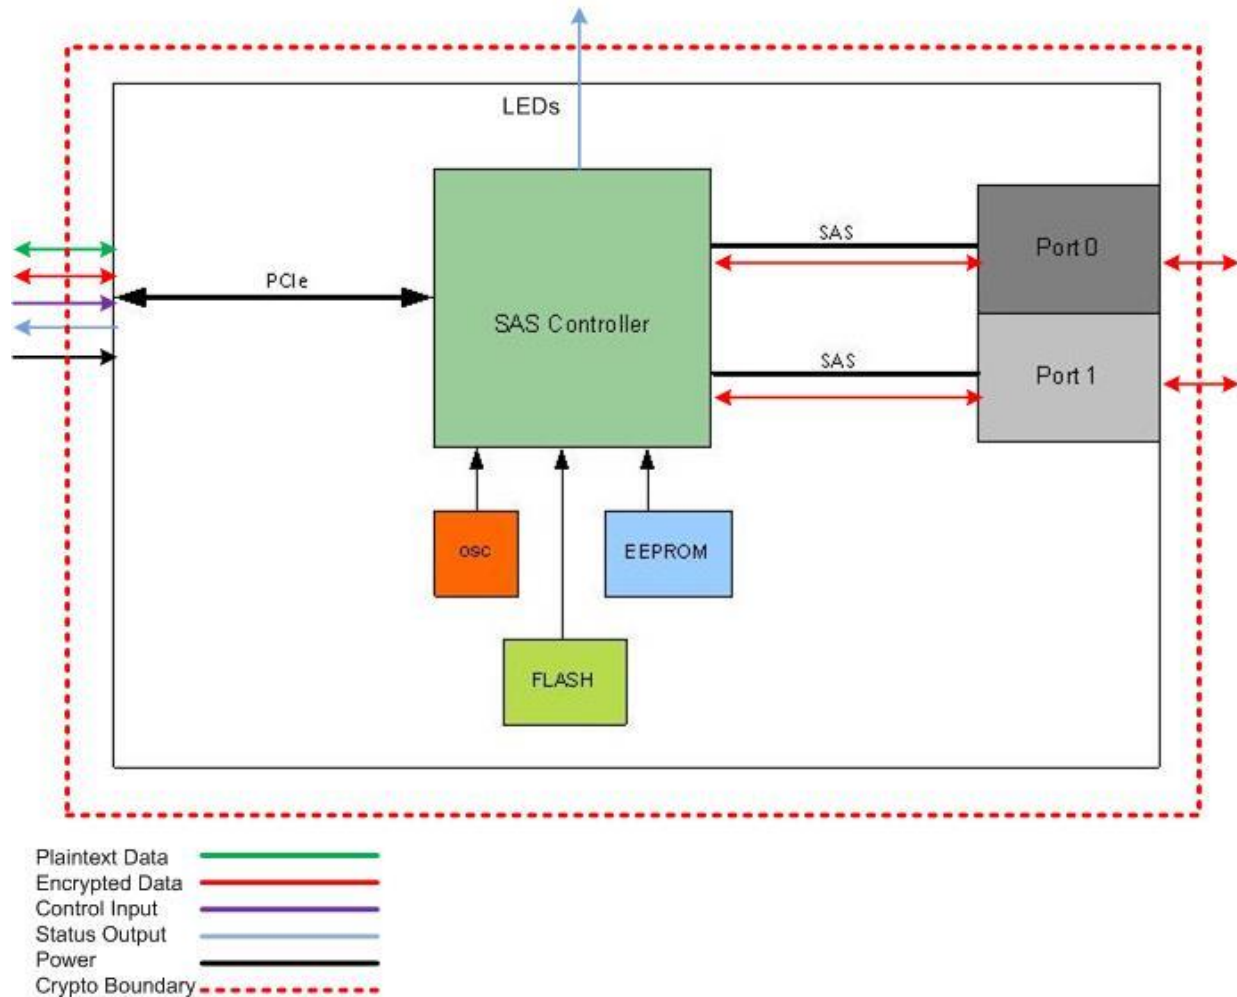 LEDs
SAS
Port 0
PCIe
SAS Controller
SAS
Port 1
osc
EEPROM
FLASH
Plaintext Data
Encrypted Data
Control Input
Status Output
Power
Crypto Boundary